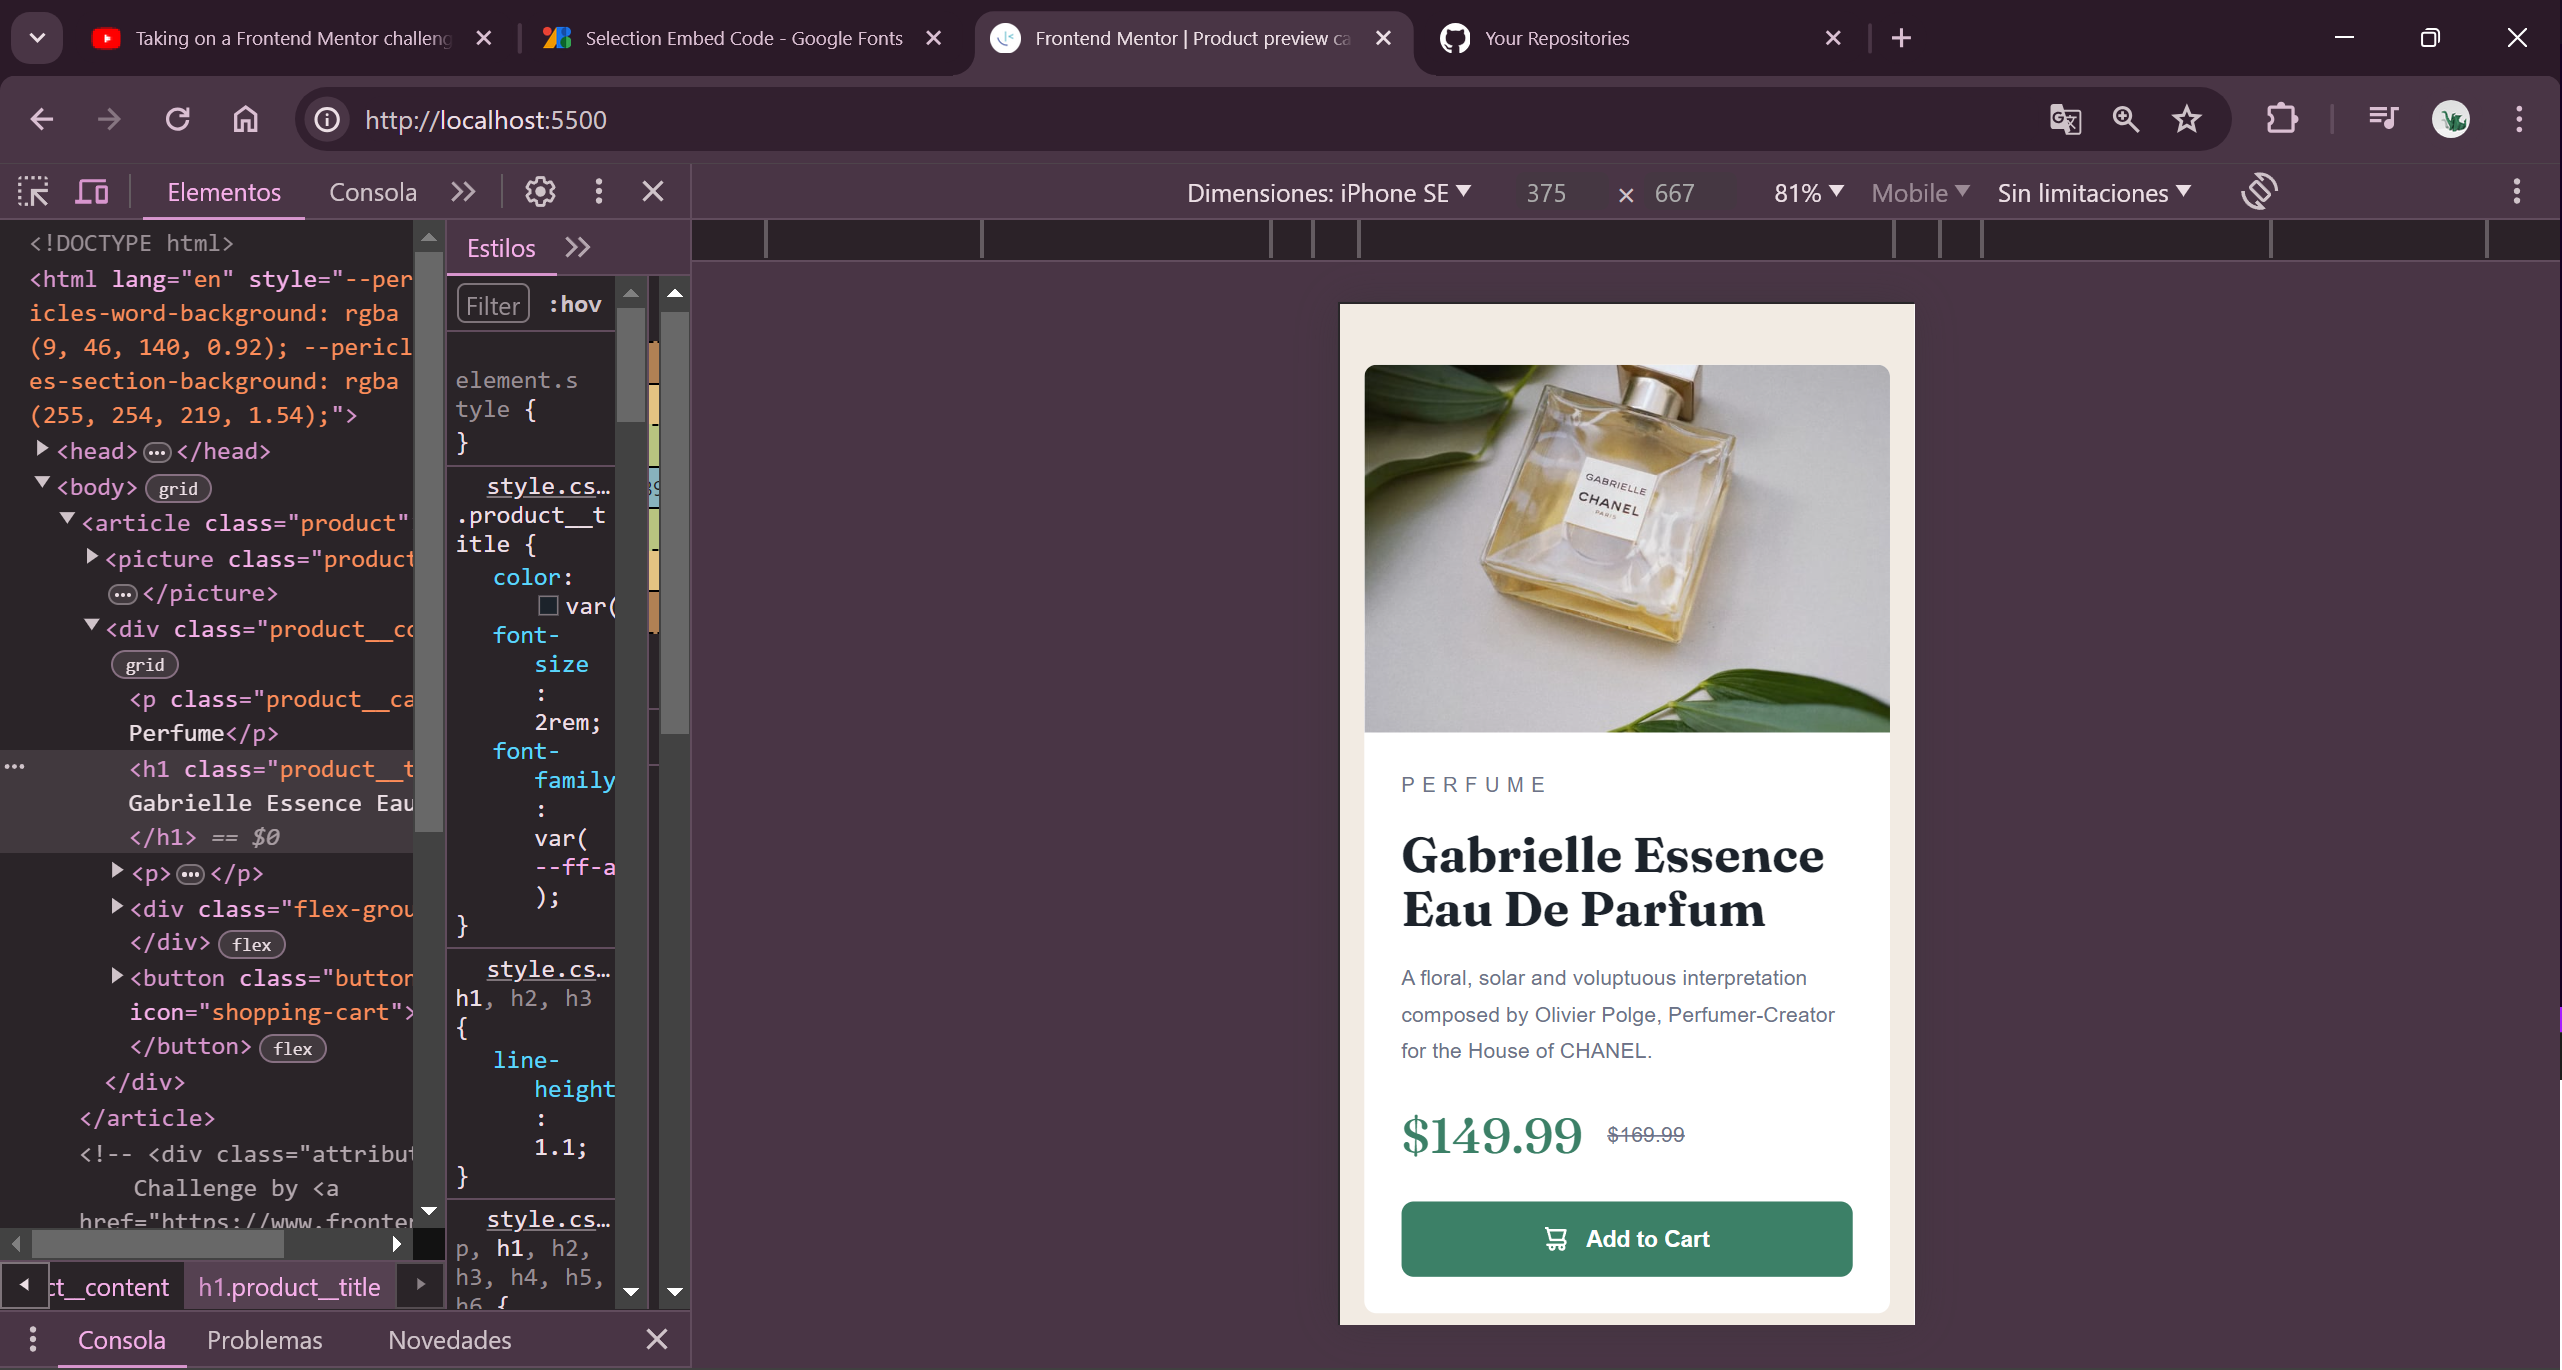 Taking on a Frontend Mentor challeng
Selection Embed Code - Google Fonts
Frontend Mentor | Product preview ca
Your Repositories
http://localhost:5500
Elementos
Consola
Dimensiones: iPhone SE
375
×
667
81%
Mobile
Sin limitaciones
<!DOCTYPE html>
<html lang="en" style="--per
icles-word-background: rgba
(9, 46, 140, 0.92); --pericl
es-section-background: rgba
(255, 254, 219, 1.54);">
<head> ••• </head>
<body> grid
<article class="product"
<picture class="product
••• </picture>
<div class="product__co
grid
<p class="product__ca
Perfume</p>
<h1 class="product__t
Gabrielle Essence Eau
</h1> == $0
<p> ••• </p>
<div class="flex-grou
</div> flex
<button class="button
icon="shopping-cart">
</button> flex
</div>
</article>
<!-- <div class="attribut
Challenge by <a
href="https://www.fronten
ct__content
h1.product__title
Estilos
Filter
:hov
element.s
tyle {
}
style.cs…
.product__t
itle {
color:
var(
font-
size
:
2rem;
font-
family
:
var(
--ff-a
);
}
style.cs…
h1, h2, h3
{
line-
height
:
1.1;
}
style.cs…
p, h1, h2,
h3, h4, h5,
h6 {
Consola
Problemas
Novedades
GABRIELLE
CHANEL
PARIS
PERFUME
Gabrielle Essence
Eau De Parfum
A floral, solar and voluptuous interpretation
composed by Olivier Polge, Perfumer-Creator
for the House of CHANEL.
$149.99
$169.99
Add to Cart